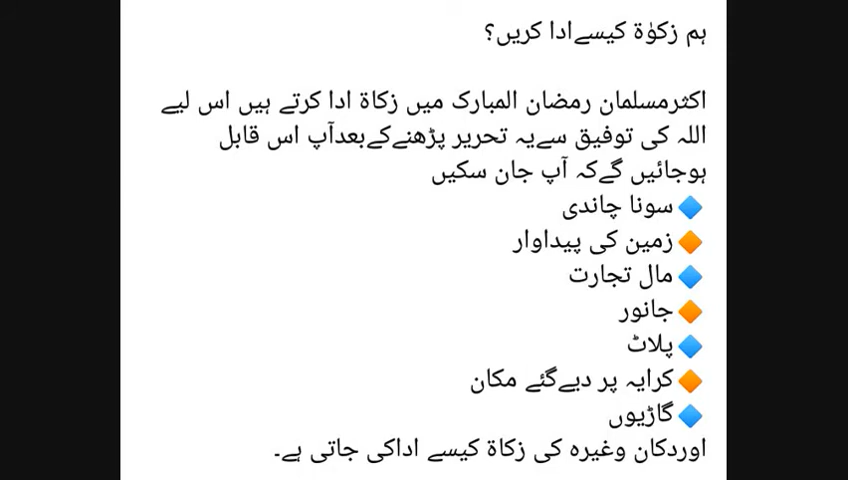 ہم زکوٰۃ کیسےادا کریں؟
اکثرمسلمان رمضان المبارک میں زکاۃ ادا کرتے ہیں اس لیے
اللہ کی توفیق سےیہ تحریر پڑھنےکےبعدآپ اس قابل
ہوجائیں گےکہ آپ جان سکیں
🔷سونا چاندی
🔶زمین کی پیداوار
🔷مال تجارت
🔶جانور
🔷پلاٹ
🔶کرایہ پر دیےگئے مکان
🔷گاڑیوں
اوردکان وغیرہ کی زکاۃ کیسے اداکی جاتی ہے۔